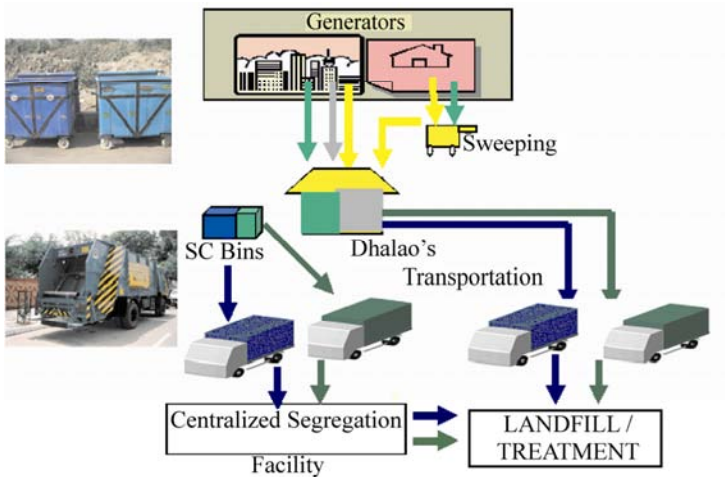 Generators
Sweeping
SC Bins
Dhalao's
Transportation
Centralized Segregation
Facility
LANDFILL /
TREATMENT